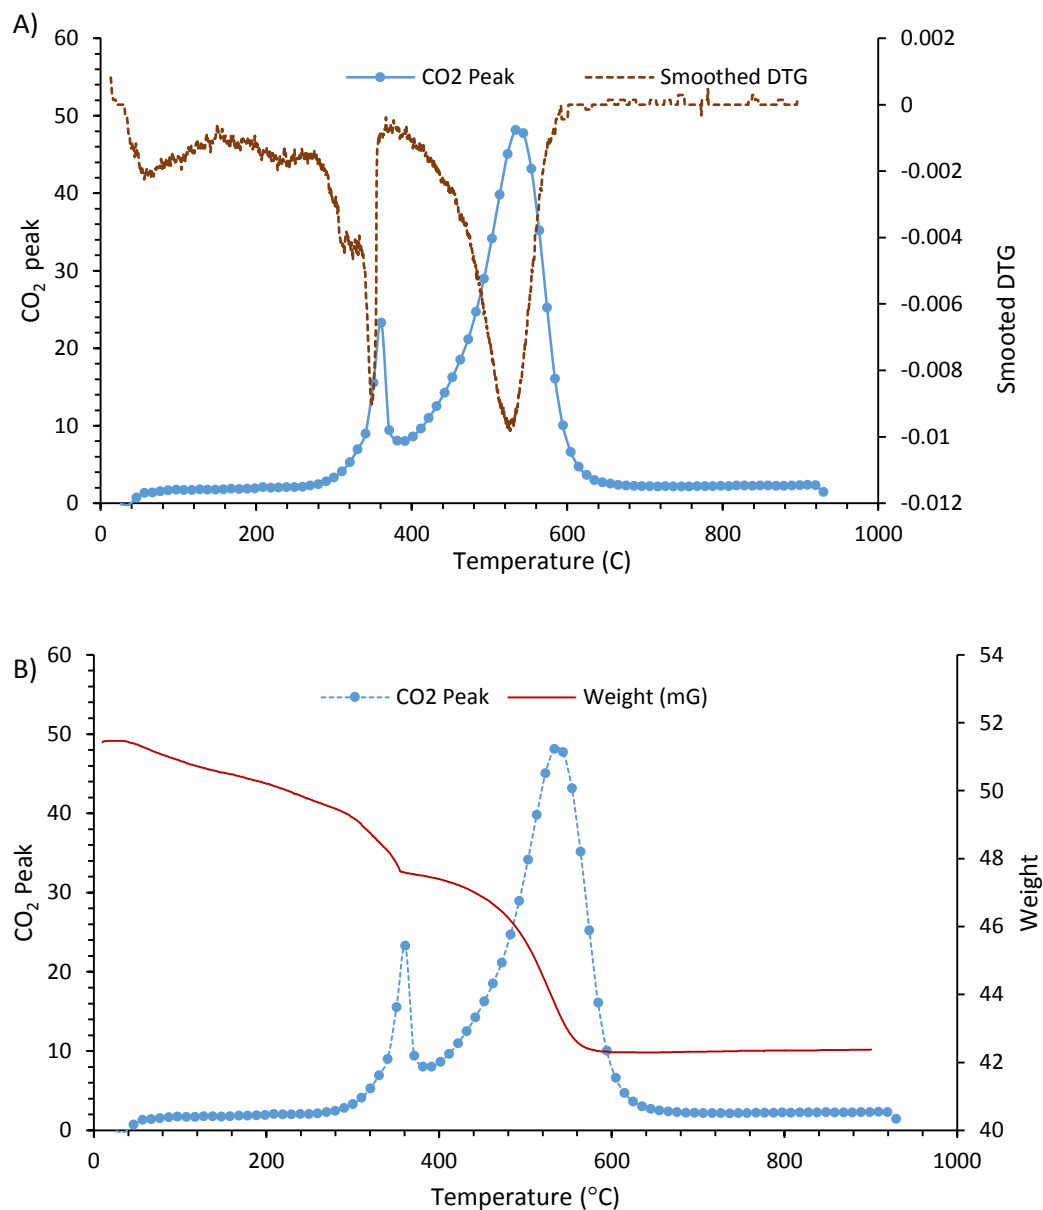 A)
60
50
40
30
20
10
0
CO2 peak
CO2 Peak
Smoothed DTG
0.002
0
-0.002
-0.004
-0.006
-0.008
-0.01
-0.012
Smooted DTG
0 200 400 600 800 1000
Temperature (C)
B)
60
50
40
30
20
10
0
CO2 Peak
CO2 Peak
Weight (mG)
54
52
50
48
46
44
42
40
Weight
0 200 400 600 800 1000
Temperature (°C)